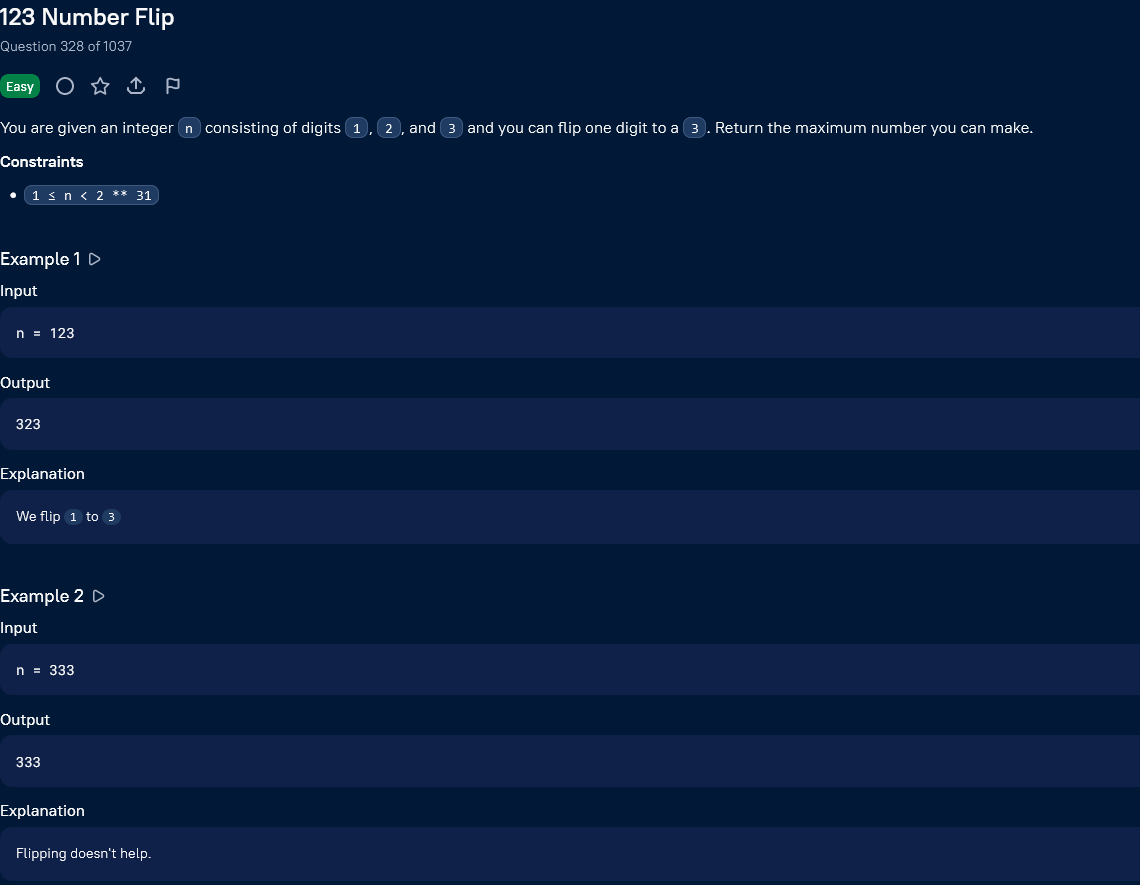 123 Number Flip
Question 328 of 1037
Easy
You are given an integer n consisting of digits 1, 2, and 3 and you can flip one digit to a 3. Return the maximum number you can make.
Constraints
• 1 ≤ n < 2 ** 31
Example 1
Input
n = 123
Output
323
Explanation
We flip 1 to 3
Example 2
Input
n = 333
Output
333
Explanation
Flipping doesn't help.